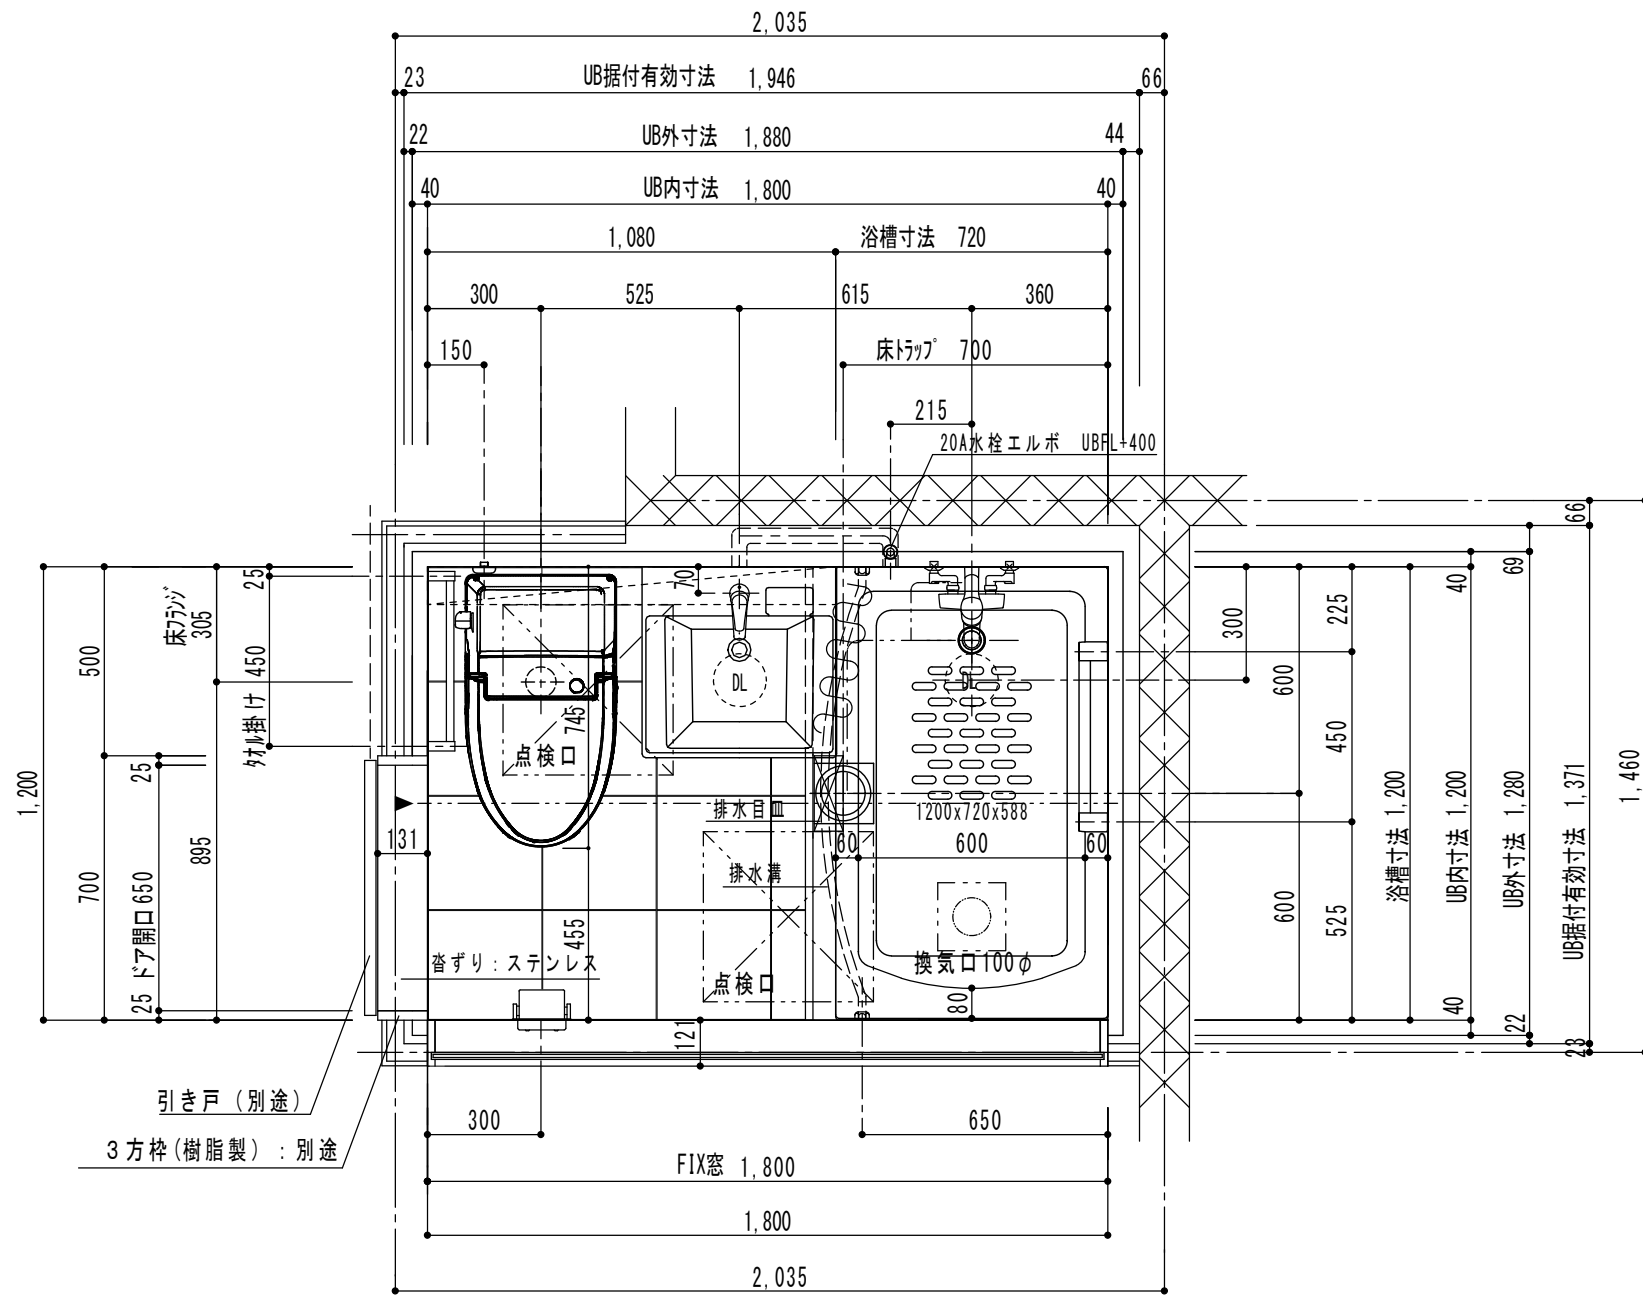 2,035
23 UB据付有効寸法 1,946 66
22 UB外寸法 1,880 44
40 UB内寸法 1,800 40
1,080 浴槽寸法 720
300 525 615 360
150 床トラップ 700
215
20A水栓エルボ UBFL+400
66
69
40
25
70
床フランジ
305
500
450
タオル掛け
300
225
600
DL
DL
745
点検口
450
25
1,200
1,460
排水目皿
1200x720x588
131
895
60 600 60
700
ドア開口 650
排水溝
浴槽寸法 1,200
UB内寸法 1,200
UB外寸法 1,280
UB据付有効寸法 1,371
600
525
455
沓ずり：ステンレス
換気口100φ
点検口
80
25
40
22
23
121
引き戸（別途）
300 650
3方枠(樹脂製)：別途
FIX窓 1,800
1,800
2,035